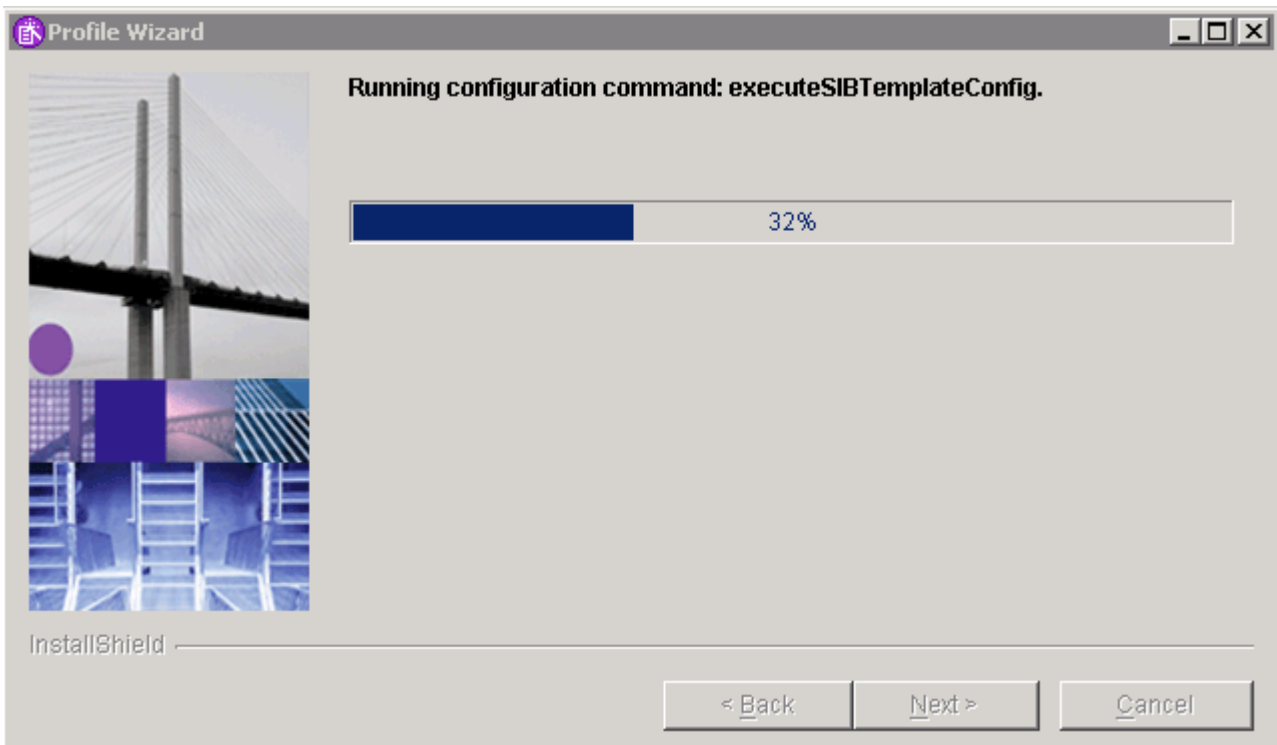 Profile Wizard
Running configuration command: executeSIBTemplateConfig.
32%
InstallShield
< Back
Next >
Cancel